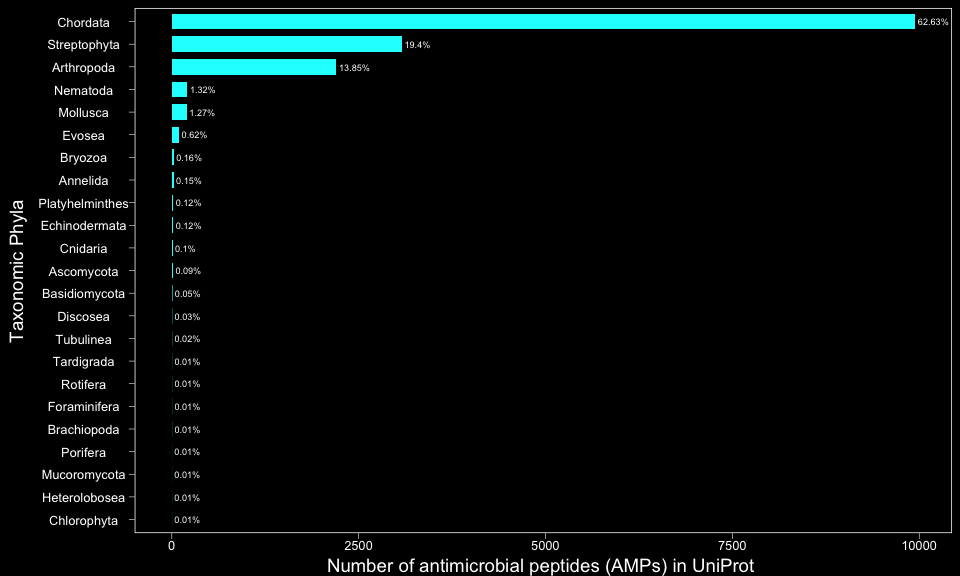 Taxonomic Phyla
Chordata 62.63%
Streptophyta 19.4%
Arthropoda 13.85%
Nematoda 1.32%
Mollusca 1.27%
Evosea 0.62%
Bryozoa 0.16%
Annelida 0.15%
Platyhelminthes 0.12%
Echinodermata 0.12%
Cnidaria 0.1%
Ascomycota 0.09%
Basidiomycota 0.05%
Discosea 0.03%
Tubulinea 0.02%
Tardigrada 0.01%
Rotifera 0.01%
Foraminifera 0.01%
Brachiopoda 0.01%
Porifera 0.01%
Mucoromycota 0.01%
Heterolobosea 0.01%
Chlorophyta 0.01%
0 2500 5000 7500 10000
Number of antimicrobial peptides (AMPs) in UniProt